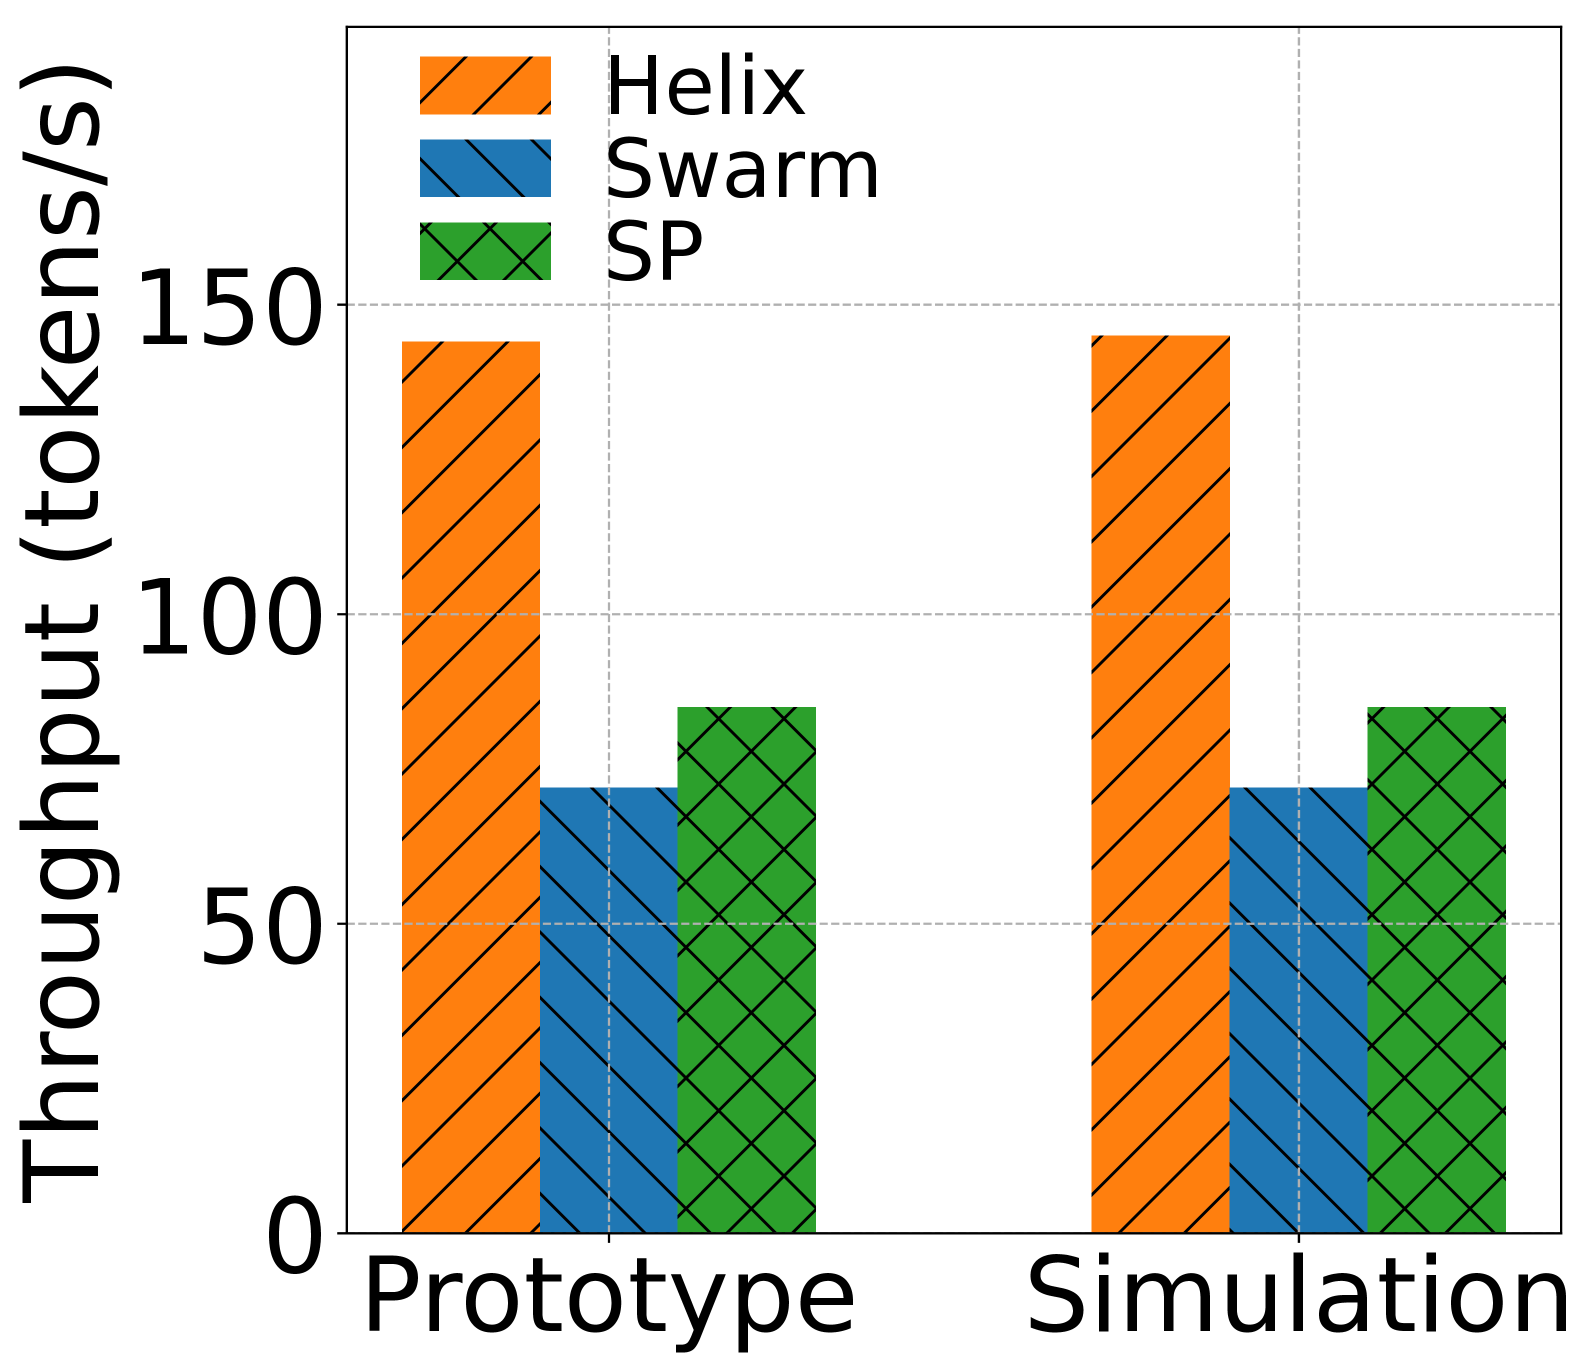 Throughput (tokens/s)
Helix
Swarm
SP
150
100
50
0
Prototype
Simulation